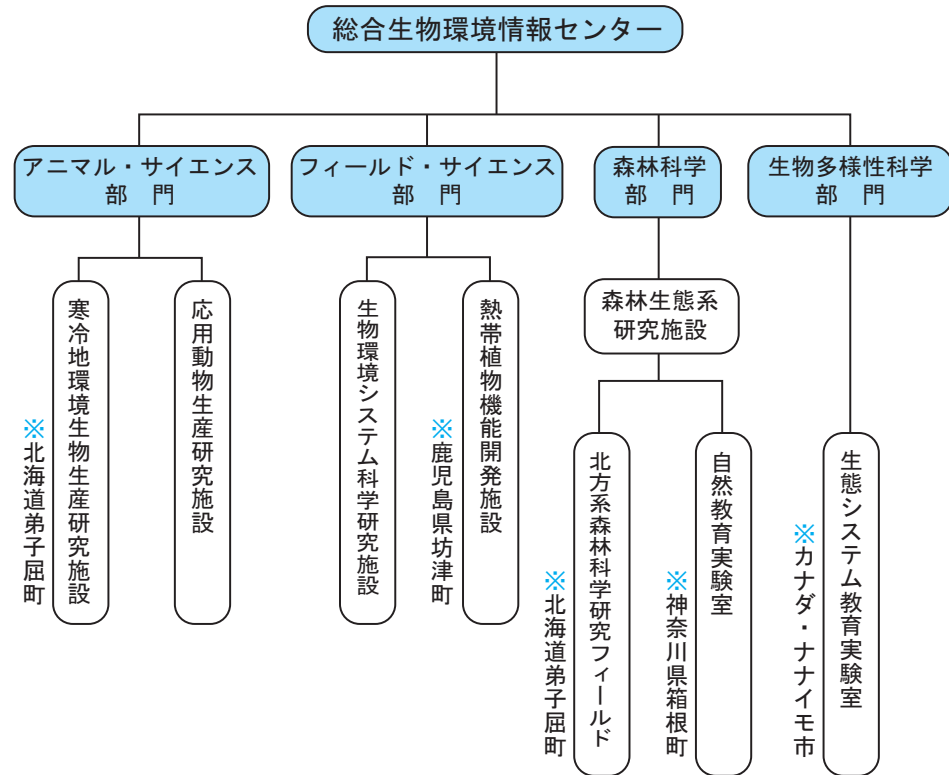 総合生物環境情報センター
アニマル・サイエンス
部　門
フィールド・サイエンス
部　門
森林科学
部　門
生物多様性科学
部　門
寒冷地環境生物生産研究施設
※北海道弟子屈町
応用動物生産研究施設
生物環境システム科学研究施設
熱帯植物機能開発施設
※鹿児島県坊津町
森林生態系
研究施設
北方系森林科学研究フィールド
※北海道弟子屈町
自然教育実験室
※神奈川県箱根町
生態システム教育実験室
※カナダ・ナナイモ市